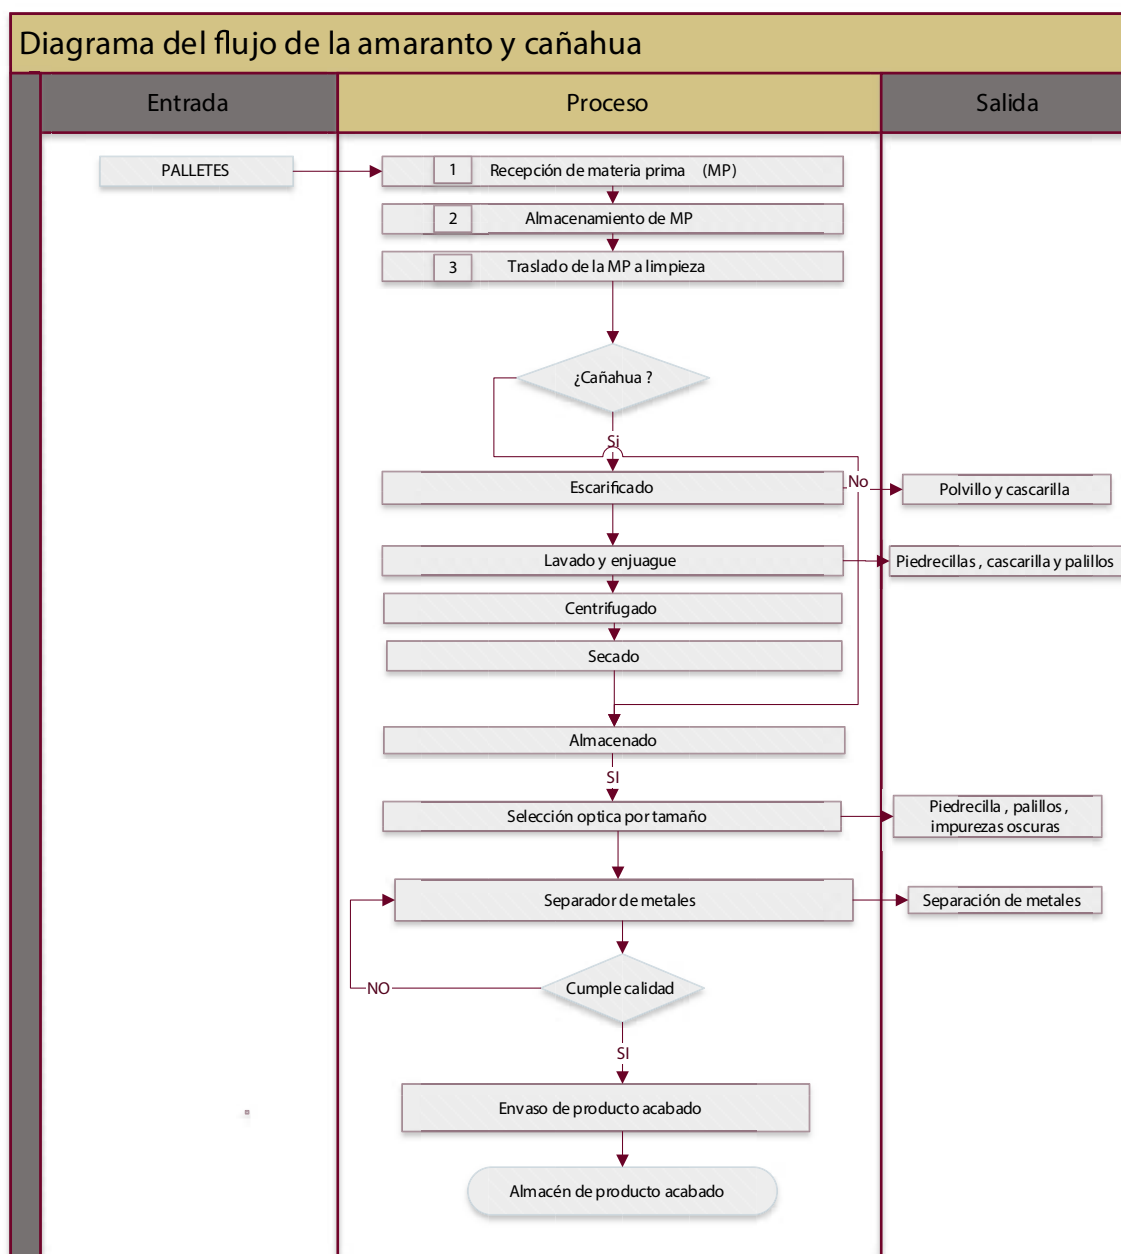 Diagrama del flujo de la amaranto y cañahua
Entrada
Proceso
Salida
PALLETES
1 Recepción de materia prima (MP)
2 Almacenamiento de MP
3 Traslado de la MP a limpieza
¿Cañahua ?
Si
No
Escarificado
Polvillo y cascarilla
Lavado y enjuague
Piedrecillas , cascarilla y palillos
Centrifugado
Secado
Almacenado
SI
Selección optica por tamaño
Piedrecilla , palillos ,
impurezas oscuras
Separador de metales
Separación de metales
NO
Cumple calidad
SI
Envaso de producto acabado
Almacén de producto acabado